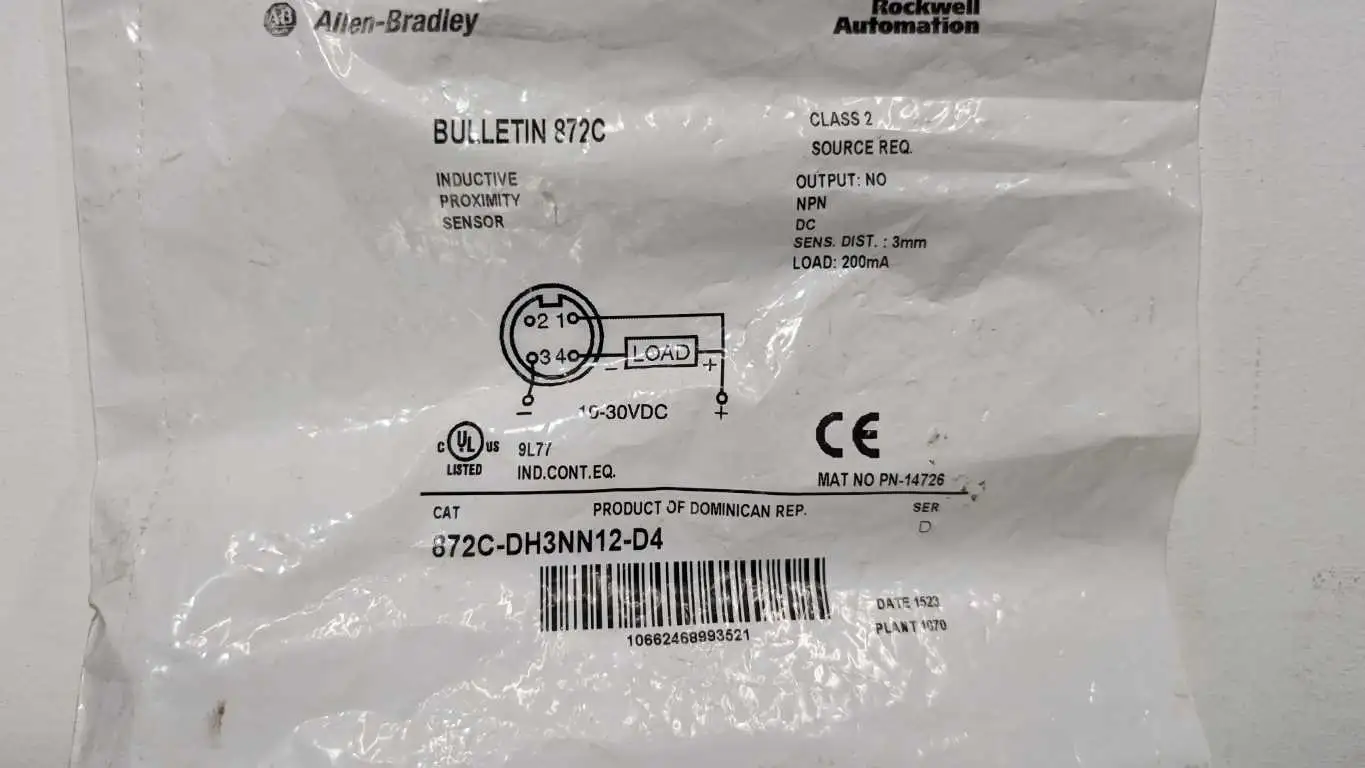 Allen-Bradley
Rockwell
Automation
BULLETIN 872C
INDUCTIVE
PROXIMITY
SENSOR
CLASS 2
SOURCE REQ.
OUTPUT: NO
NPN
DC
SENS. DIST. : 3mm
LOAD: 200mA
2 1
3 4
LOAD
- +
- 10-30VDC +
C UL US
LISTED
9L77
IND.CONT.EQ.
CE
MAT NO PN-14726
CAT
PRODUCT OF DOMINICAN REP.
SER
D
872C-DH3NN12-D4
10662468993521
DATE 1523
PLANT 1070